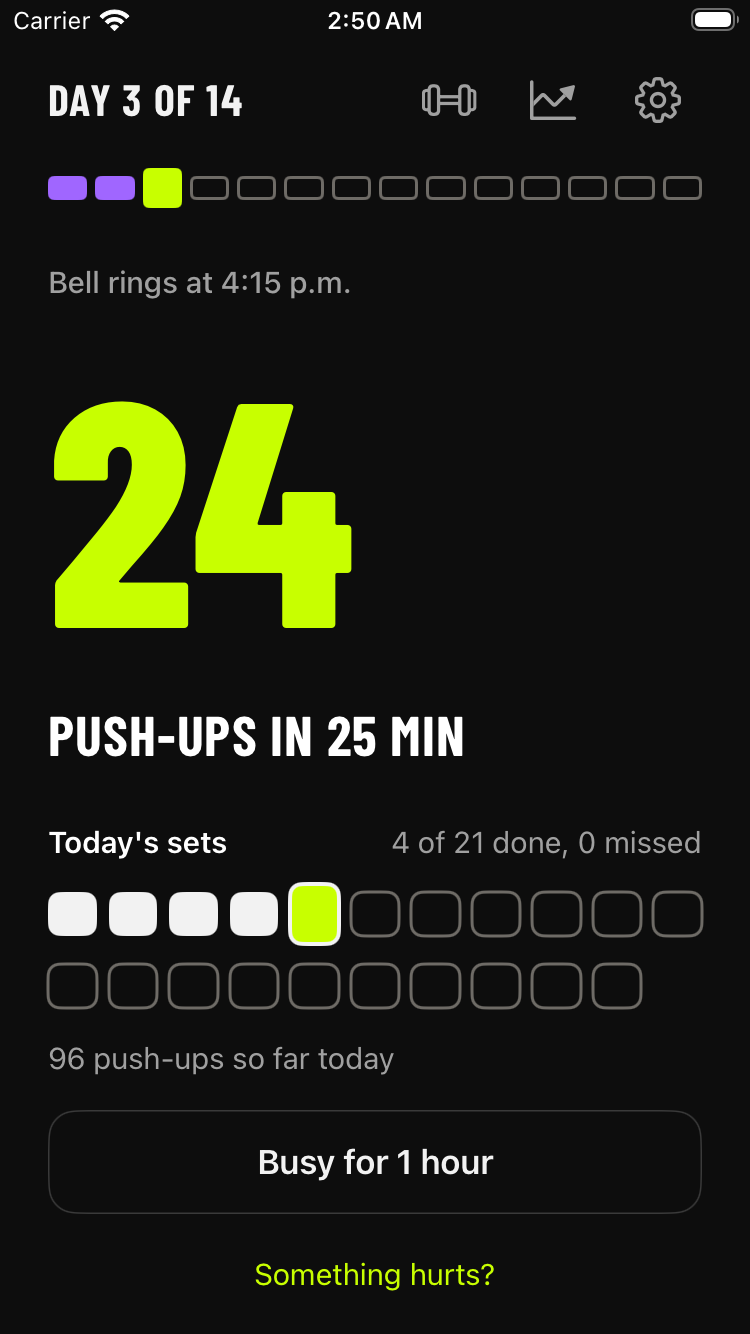 Carrier 2:50 AM
DAY 3 OF 14
Bell rings at 4:15 p.m.
24
PUSH-UPS IN 25 MIN
Today's sets 4 of 21 done, 0 missed
96 push-ups so far today
Busy for 1 hour
Something hurts?